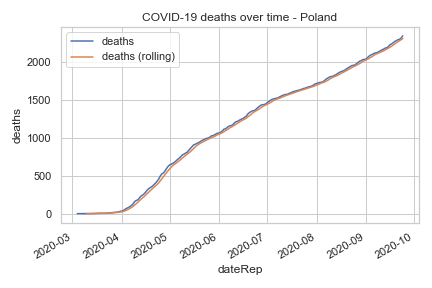 COVID-19 deaths over time - Poland
deaths
deaths (rolling)
2000
1500
1000
500
0
deaths
2020-03
2020-04
2020-05
2020-06
2020-07
2020-08
2020-09
2020-10
dateRep